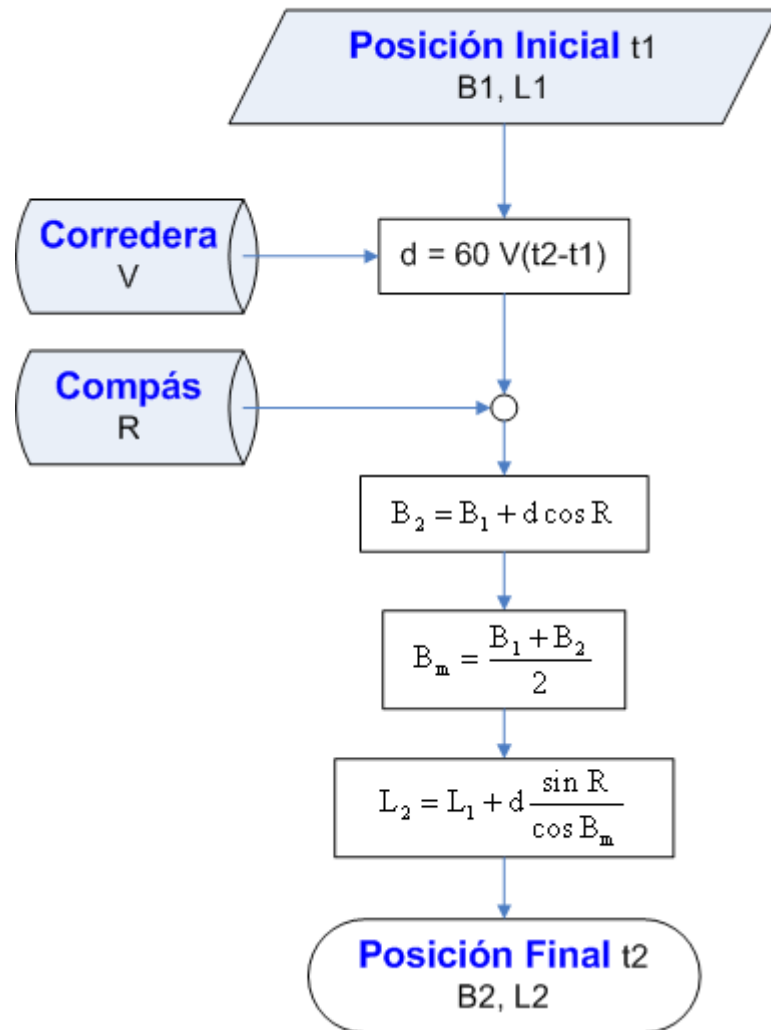 Posición Inicial t1
B1, L1
Corredera
V
d = 60 V(t2-t1)
Compás
R
B₂ = B₁ + d cos R
Bₘ = (B₁ + B₂)/2
L₂ = L₁ + d sin R/cos Bₘ
Posición Final t2
B2, L2